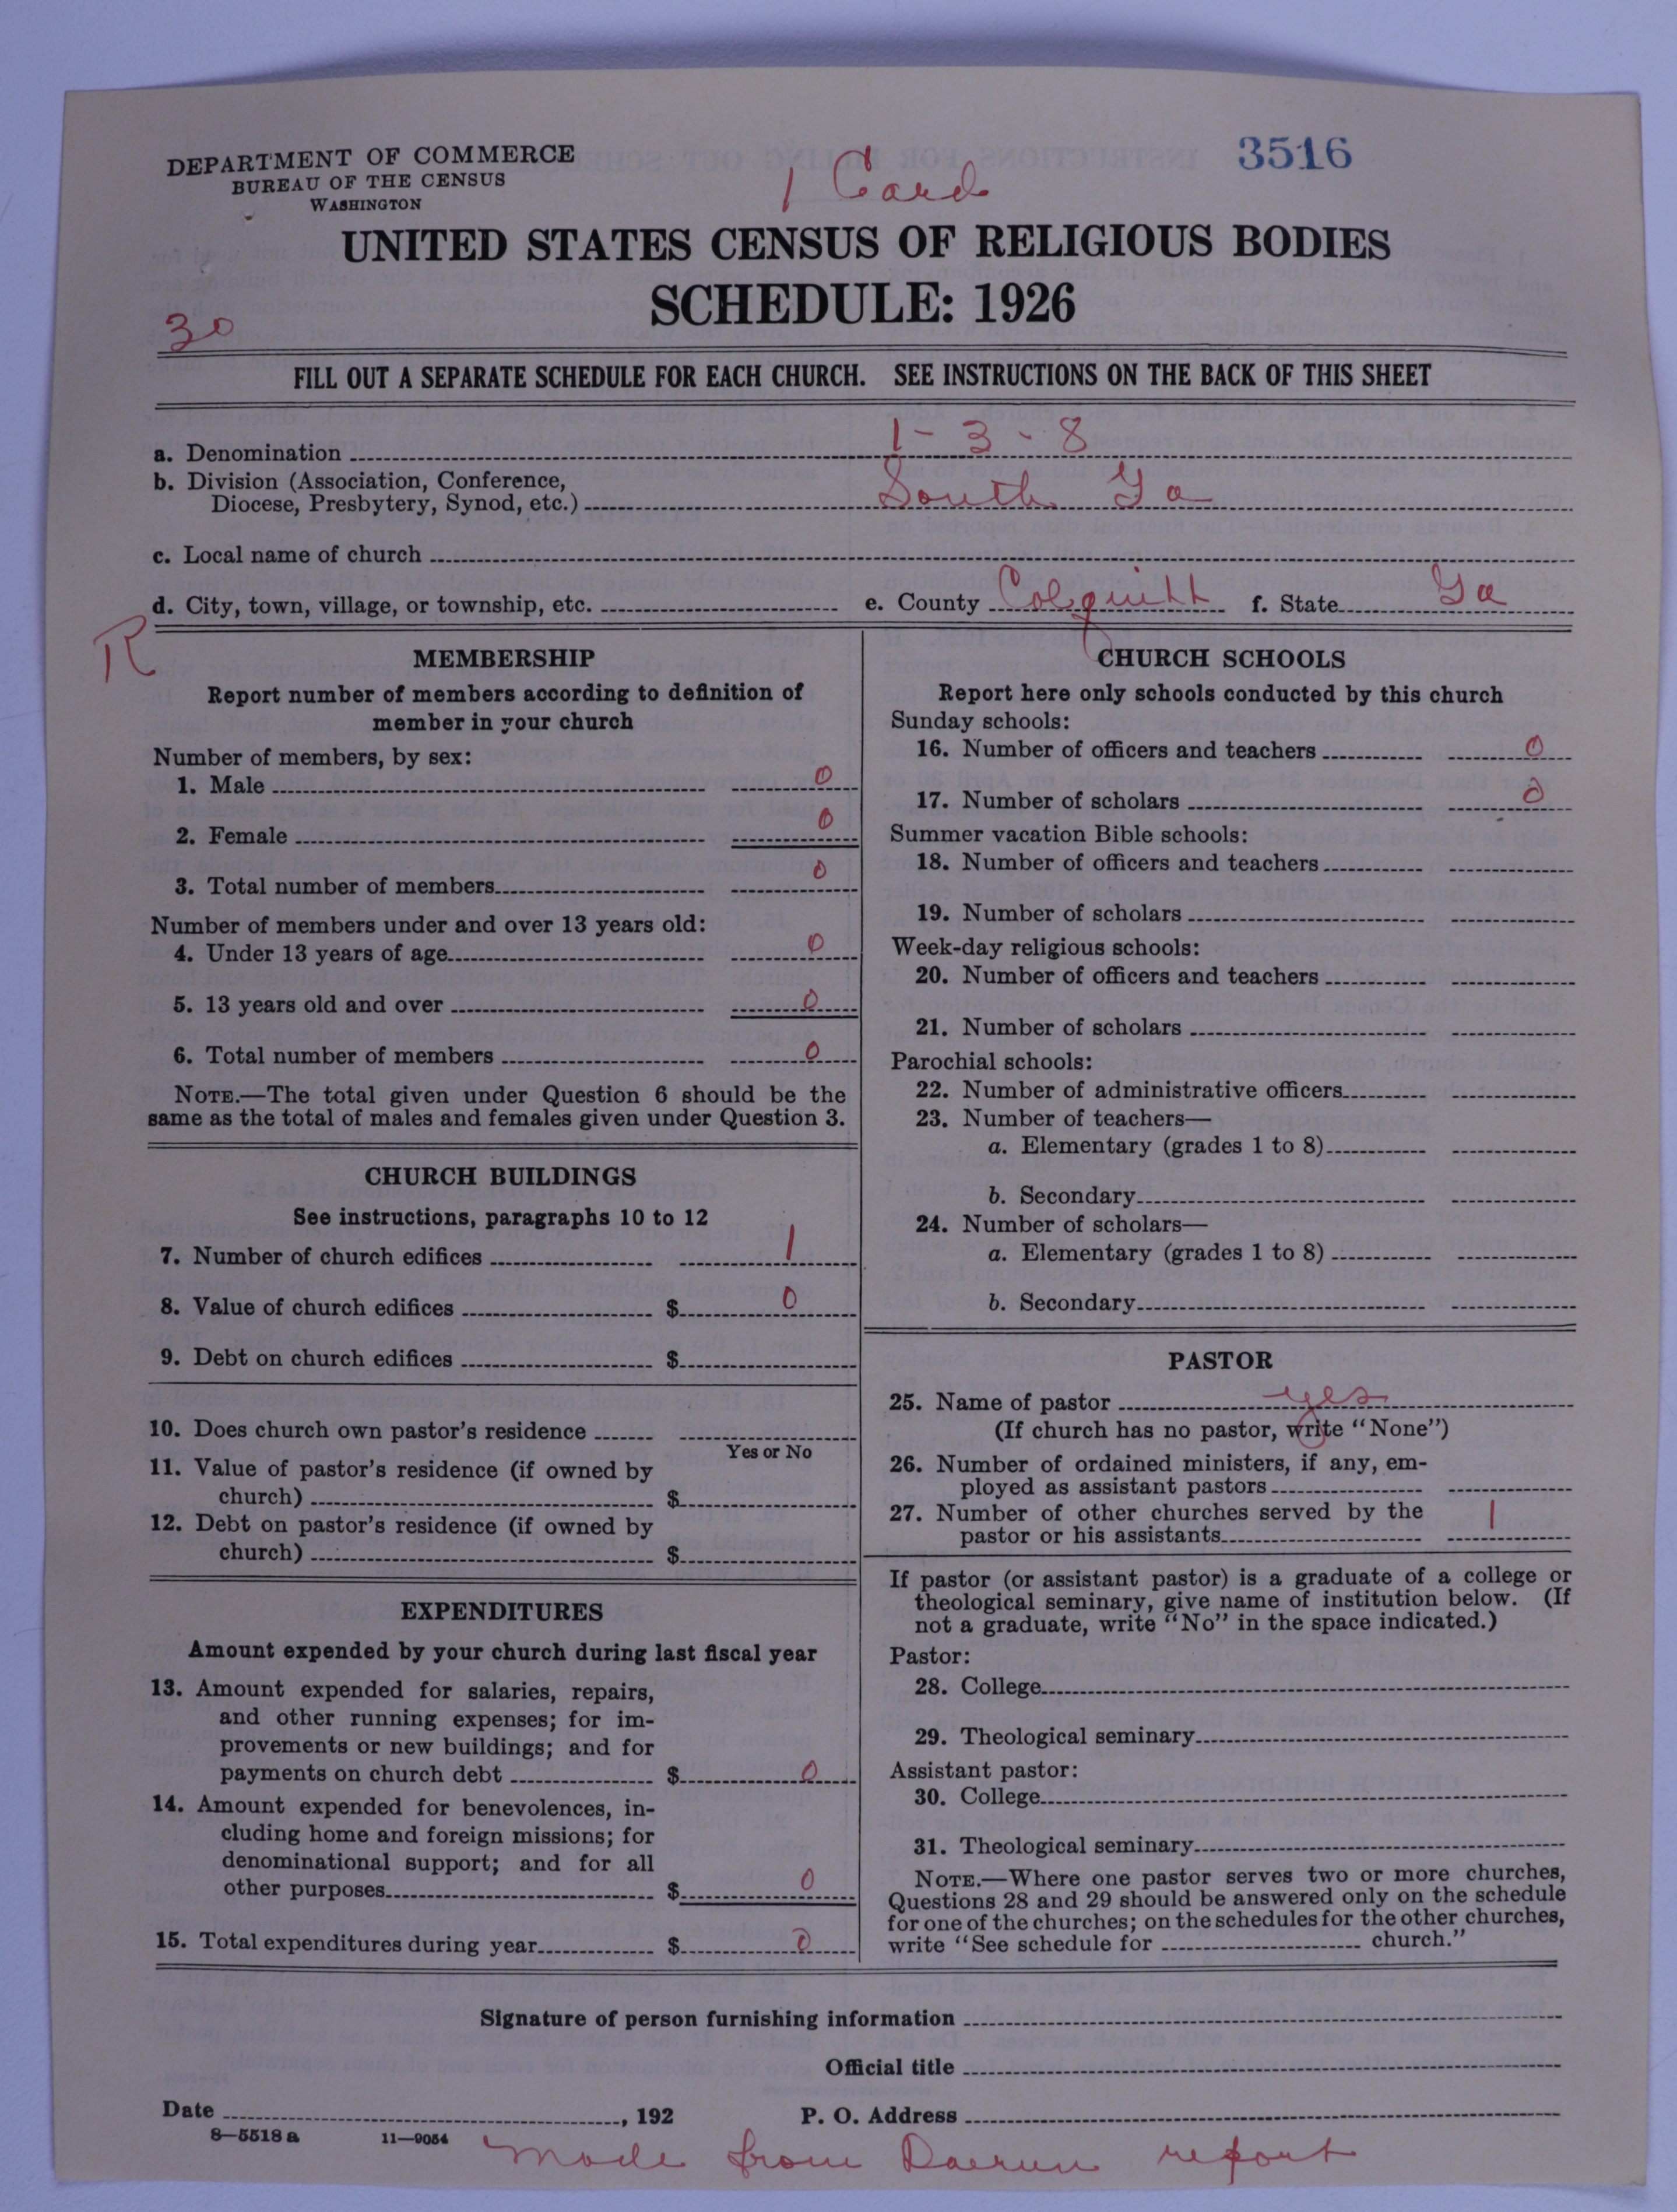 DEPARTMENT OF COMMERCE
BUREAU OF THE CENSUS
WASHINGTON
1 Card
3516
UNITED STATES CENSUS OF RELIGIOUS BODIES
SCHEDULE: 1926
30
FILL OUT A SEPARATE SCHEDULE FOR EACH CHURCH. SEE INSTRUCTIONS ON THE BACK OF THIS SHEET
a. Denomination 1-3-8
b. Division (Association, Conference,
Diocese, Presbytery, Synod, etc.) South Ga
c. Local name of church
d. City, town, village, or township, etc. e. County Colquitt f. State Ga
R
MEMBERSHIP
Report number of members according to definition of
member in your church
Number of members, by sex:
1. Male 0
2. Female 0
3. Total number of members 0
Number of members under and over 13 years old:
4. Under 13 years of age 0
5. 13 years old and over 0
6. Total number of members 0
NOTE.—The total given under Question 6 should be the
same as the total of males and females given under Question 3.
CHURCH BUILDINGS
See instructions, paragraphs 10 to 12
7. Number of church edifices 1
8. Value of church edifices $ 0
9. Debt on church edifices $
10. Does church own pastor's residence
Yes or No
11. Value of pastor's residence (if owned by
church) $
12. Debt on pastor's residence (if owned by
church) $
EXPENDITURES
Amount expended by your church during last fiscal year
13. Amount expended for salaries, repairs,
and other running expenses; for im-
provements or new buildings; and for
payments on church debt $ 0
14. Amount expended for benevolences, in-
cluding home and foreign missions; for
denominational support; and for all
other purposes $ 0
15. Total expenditures during year $ 0
CHURCH SCHOOLS
Report here only schools conducted by this church
Sunday schools:
16. Number of officers and teachers 0
17. Number of scholars 0
Summer vacation Bible schools:
18. Number of officers and teachers
19. Number of scholars
Week-day religious schools:
20. Number of officers and teachers
21. Number of scholars
Parochial schools:
22. Number of administrative officers
23. Number of teachers—
a. Elementary (grades 1 to 8)
b. Secondary
24. Number of scholars—
a. Elementary (grades 1 to 8)
b. Secondary
PASTOR
25. Name of pastor yes
(If church has no pastor, write "None")
26. Number of ordained ministers, if any, em-
ployed as assistant pastors
27. Number of other churches served by the
pastor or his assistants 1
If pastor (or assistant pastor) is a graduate of a college or
theological seminary, give name of institution below. (If
not a graduate, write "No" in the space indicated.)
Pastor:
28. College
29. Theological seminary
Assistant pastor:
30. College
31. Theological seminary
NOTE.—Where one pastor serves two or more churches,
Questions 28 and 29 should be answered only on the schedule
for one of the churches; on the schedules for the other churches,
write "See schedule for church."
Signature of person furnishing information
Official title
Date , 192 P. O. Address
8—5518 a 11—9054
made from Doerun report